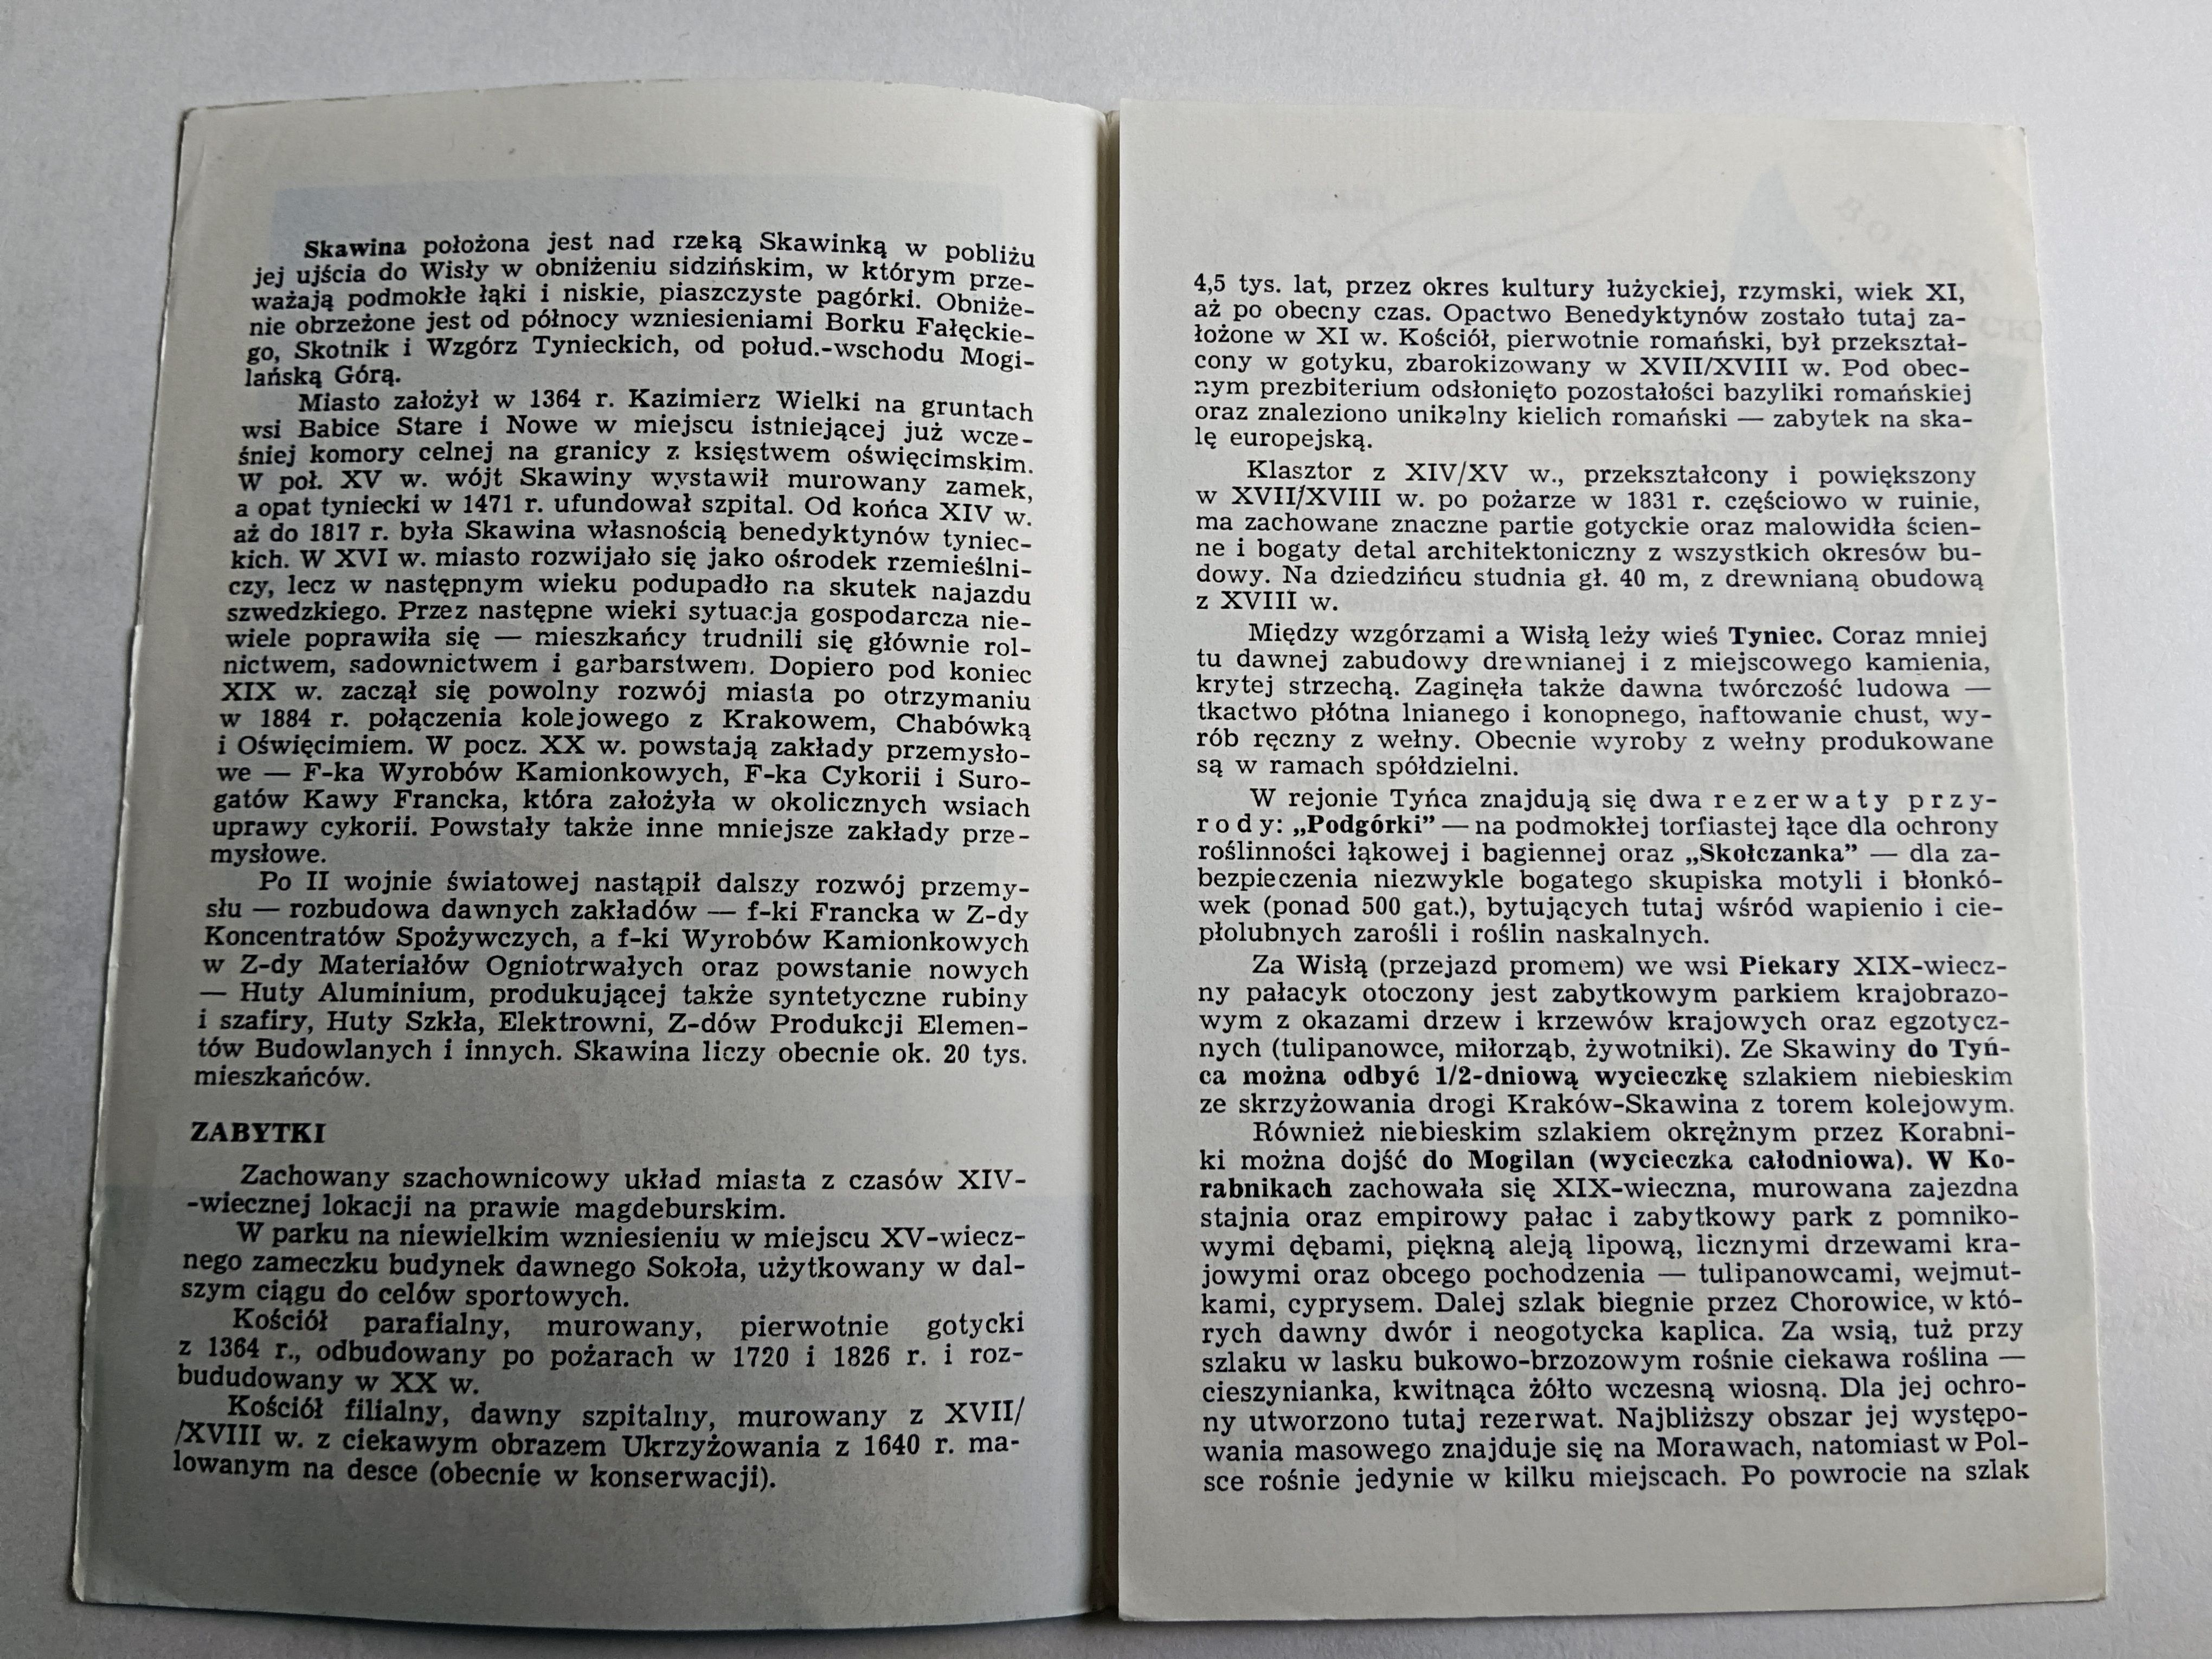 Skawina położona jest nad rzeką Skawinką w pobliżu
jej ujścia do Wisły w obniżeniu sidzińskim, w którym prze-
ważają podmokłe łąki i niskie, piaszczyste pagórki. Obniże-
nie obrzeżone jest od północy wzniesieniami Borku Fałęckie-
go, Skotnik i Wzgórz Tynieckich, od połud.-wschodu Mogi-
lańską Górą.
Miasto założył w 1364 r. Kazimierz Wielki na gruntach
wsi Babice Stare i Nowe w miejscu istniejącej już wcze-
śniej komory celnej na granicy z księstwem oświęcimskim.
W poł. XV w. wójt Skawiny wystawił murowany zamek,
a opat tyniecki w 1471 r. ufundował szpital. Od końca XIV w.
aż do 1817 r. była Skawina własnością benedyktynów tyniec-
kich. W XVI w. miasto rozwijało się jako ośrodek rzemieślni-
czy, lecz w następnym wieku podupadło na skutek najazdu
szwedzkiego. Przez następne wieki sytuacja gospodarcza nie-
wiele poprawiła się — mieszkańcy trudnili się głównie rol-
nictwem, sadownictwem i garbarstwem. Dopiero pod koniec
XIX w. zaczął się powolny rozwój miasta po otrzymaniu
w 1884 r. połączenia kolejowego z Krakowem, Chabówką
i Oświęcimiem. W pocz. XX w. powstają zakłady przemysło-
we — F-ka Wyrobów Kamionkowych, F-ka Cykorii i Suro-
gatów Kawy Francka, która założyła w okolicznych wsiach
uprawy cykorii. Powstały także inne mniejsze zakłady prze-
mysłowe.
Po II wojnie światowej nastąpił dalszy rozwój przemy-
słu — rozbudowa dawnych zakładów — f-ki Francka w Z-dy
Koncentratów Spożywczych, a f-ki Wyrobów Kamionkowych
w Z-dy Materiałów Ogniotrwałych oraz powstanie nowych
— Huty Aluminium, produkującej także syntetyczne rubiny
i szafiry, Huty Szkła, Elektrowni, Z-dów Produkcji Elemen-
tów Budowlanych i innych. Skawina liczy obecnie ok. 20 tys.
mieszkańców.
ZABYTKI
Zachowany szachownicowy układ miasta z czasów XIV-
-wiecznej lokacji na prawie magdeburskim.
W parku na niewielkim wzniesieniu w miejscu XV-wiecz-
nego zameczku budynek dawnego Sokoła, użytkowany w dal-
szym ciągu do celów sportowych.
Kościół parafialny, murowany, pierwotnie gotycki
z 1364 r., odbudowany po pożarach w 1720 i 1826 r. i roz-
bududowany w XX w.
Kościół filialny, dawny szpitalny, murowany z XVII/
/XVIII w. z ciekawym obrazem Ukrzyżowania z 1640 r. ma-
lowanym na desce (obecnie w konserwacji).
4,5 tys. lat, przez okres kultury łużyckiej, rzymski, wiek XI,
aż po obecny czas. Opactwo Benedyktynów zostało tutaj za-
łożone w XI w. Kościół, pierwotnie romański, był przekształ-
cony w gotyku, zbarokizowany w XVII/XVIII w. Pod obec-
nym prezbiterium odsłonięto pozostałości bazyliki romańskiej
oraz znaleziono unikalny kielich romański — zabytek na ska-
lę europejską.
Klasztor z XIV/XV w., przekształcony i powiększony
w XVII/XVIII w. po pożarze w 1831 r. częściowo w ruinie,
ma zachowane znaczne partie gotyckie oraz malowidła ścien-
ne i bogaty detal architektoniczny z wszystkich okresów bu-
dowy. Na dziedzińcu studnia gł. 40 m, z drewnianą obudową
z XVIII w.
Między wzgórzami a Wisłą leży wieś Tyniec. Coraz mniej
tu dawnej zabudowy drewnianej i z miejscowego kamienia,
krytej strzechą. Zaginęła także dawna twórczość ludowa —
tkactwo płótna lnianego i konopnego, haftowanie chust, wy-
rób ręczny z wełny. Obecnie wyroby z wełny produkowane
są w ramach spółdzielni.
W rejonie Tyńca znajdują się dwa rezerwaty przy-
rody: „Podgórki” — na podmokłej torfiastej łące dla ochrony
roślinności łąkowej i bagiennej oraz „Skołczanka” — dla za-
bezpieczenia niezwykle bogatego skupiska motyli i błonkó-
wek (ponad 500 gat.), bytujących tutaj wśród wapienio i cie-
płolubnych zarośli i roślin naskalnych.
Za Wisłą (przejazd promem) we wsi Piekary XIX-wiecz-
ny pałacyk otoczony jest zabytkowym parkiem krajobrazo-
wym z okazami drzew i krzewów krajowych oraz egzotycz-
nych (tulipanowce, miłorząb, żywotniki). Ze Skawiny do Tyń-
ca można odbyć 1/2-dniową wycieczkę szlakiem niebieskim
ze skrzyżowania drogi Kraków-Skawina z torem kolejowym.
Również niebieskim szlakiem okrężnym przez Korabni-
ki można dojść do Mogilan (wycieczka całodniowa). W Ko-
rabnikach zachowała się XIX-wieczna, murowana zajezdna
stajnia oraz empirowy pałac i zabytkowy park z pomniko-
wymi dębami, piękną aleją lipową, licznymi drzewami kra-
jowymi oraz obcego pochodzenia — tulipanowcami, wejmut-
kami, cyprysem. Dalej szlak biegnie przez Chorowice, w któ-
rych dawny dwór i neogotycka kaplica. Za wsią, tuż przy
szlaku w lasku bukowo-brzozowym rośnie ciekawa roślina —
cieszynianka, kwitnąca żółto wczesną wiosną. Dla jej ochro-
ny utworzono tutaj rezerwat. Najbliższy obszar jej występo-
wania masowego znajduje się na Morawach, natomiast w Pol-
sce rośnie jedynie w kilku miejscach. Po powrocie na szlak